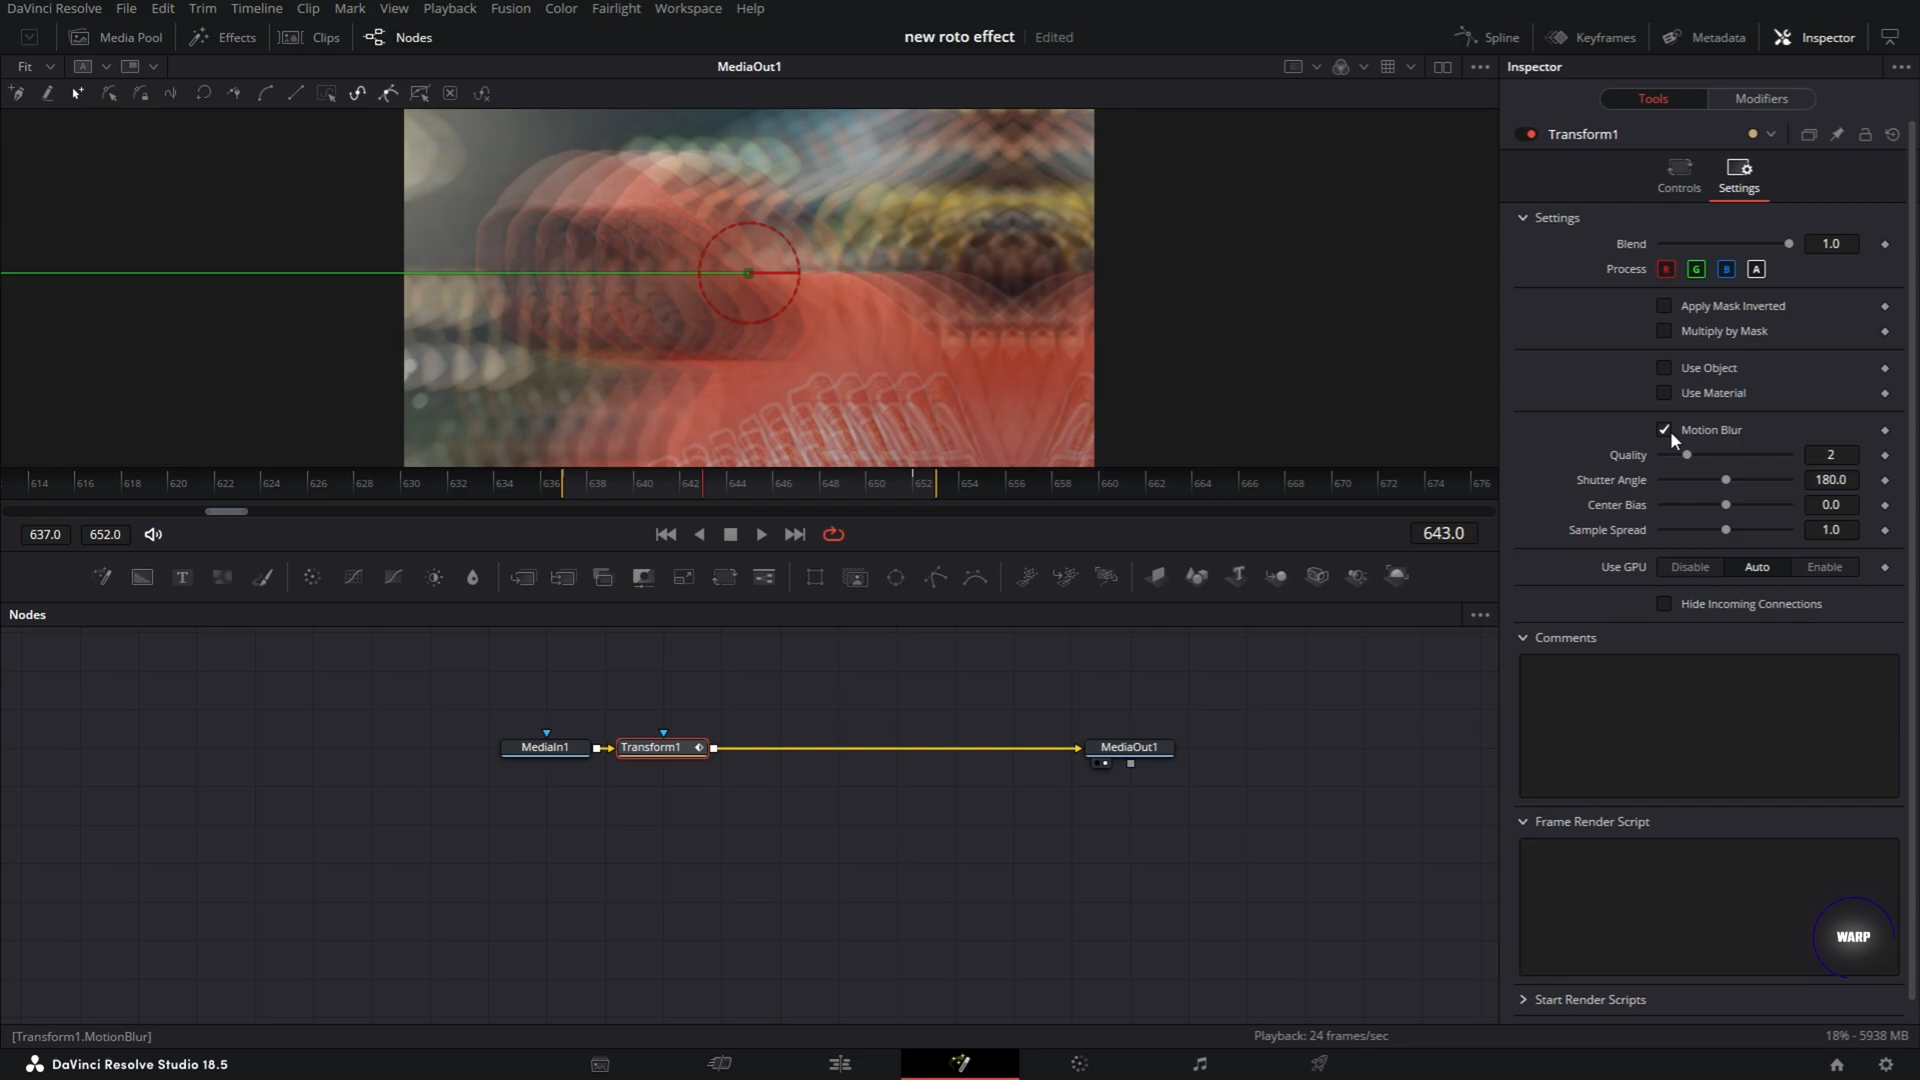 DaVinci Resolve File Edit Trim Timeline Clip Mark View Playback Fusion Color Fairlight Workspace Help
Media Pool Effects Clips Nodes new roto effect Edited Spline Keyframes Metadata Inspector
Fit A MediaOut1 Inspector
Tools Modifiers
Transform1
Controls Settings
Settings
Blend 1.0
Process R G B A
Apply Mask Inverted
Multiply by Mask
Use Object
Use Material
Motion Blur
Quality 2
Shutter Angle 180.0
Center Bias 0.0
Sample Spread 1.0
Use GPU Disable Auto Enable
Hide Incoming Connections
Comments
Frame Render Script
WARP
Start Render Scripts
614 616 618 620 622 624 626 628 630 632 634 636 638 640 642 644 646 648 650 652 654 656 658 660 662 664 666 668 670 672 674 676
637.0 652.0 643.0
T T
Nodes
MediaIn1 Transform1 MediaOut1
[Transform1.MotionBlur] Playback: 24 frames/sec 18% - 5938 MB
DaVinci Resolve Studio 18.5